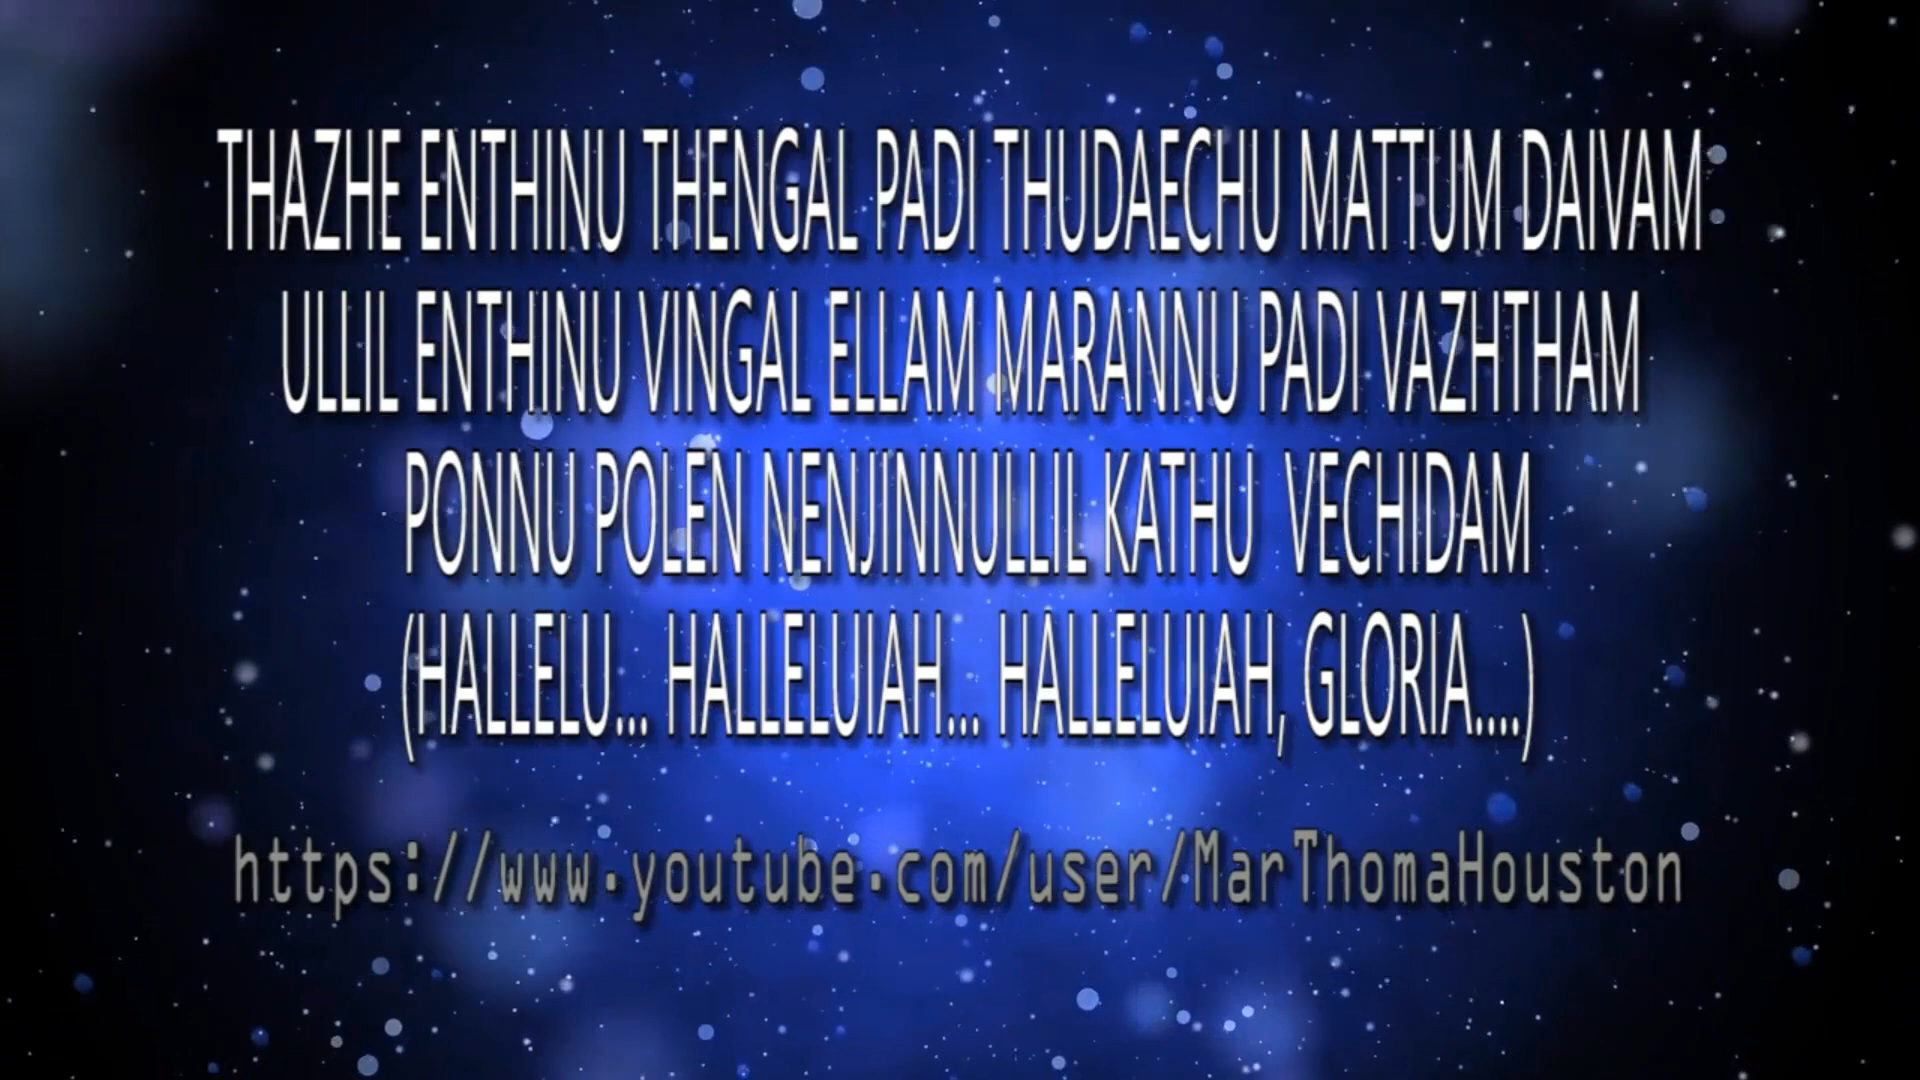 THAZHE ENTHINU THENGAL PADI THUDAECHU MATTUM DAIVAM
ULLIL ENTHINU VINGAL ELLAM MARANNU PADI VAZHTHAM
PONNU POLEN NENJINNULLIL KATHU VECHIDAM
(HALLELU... HALLELUIAH... HALLELUIAH, GLORIA....)
https://www.youtube.com/user/MarThomaHouston